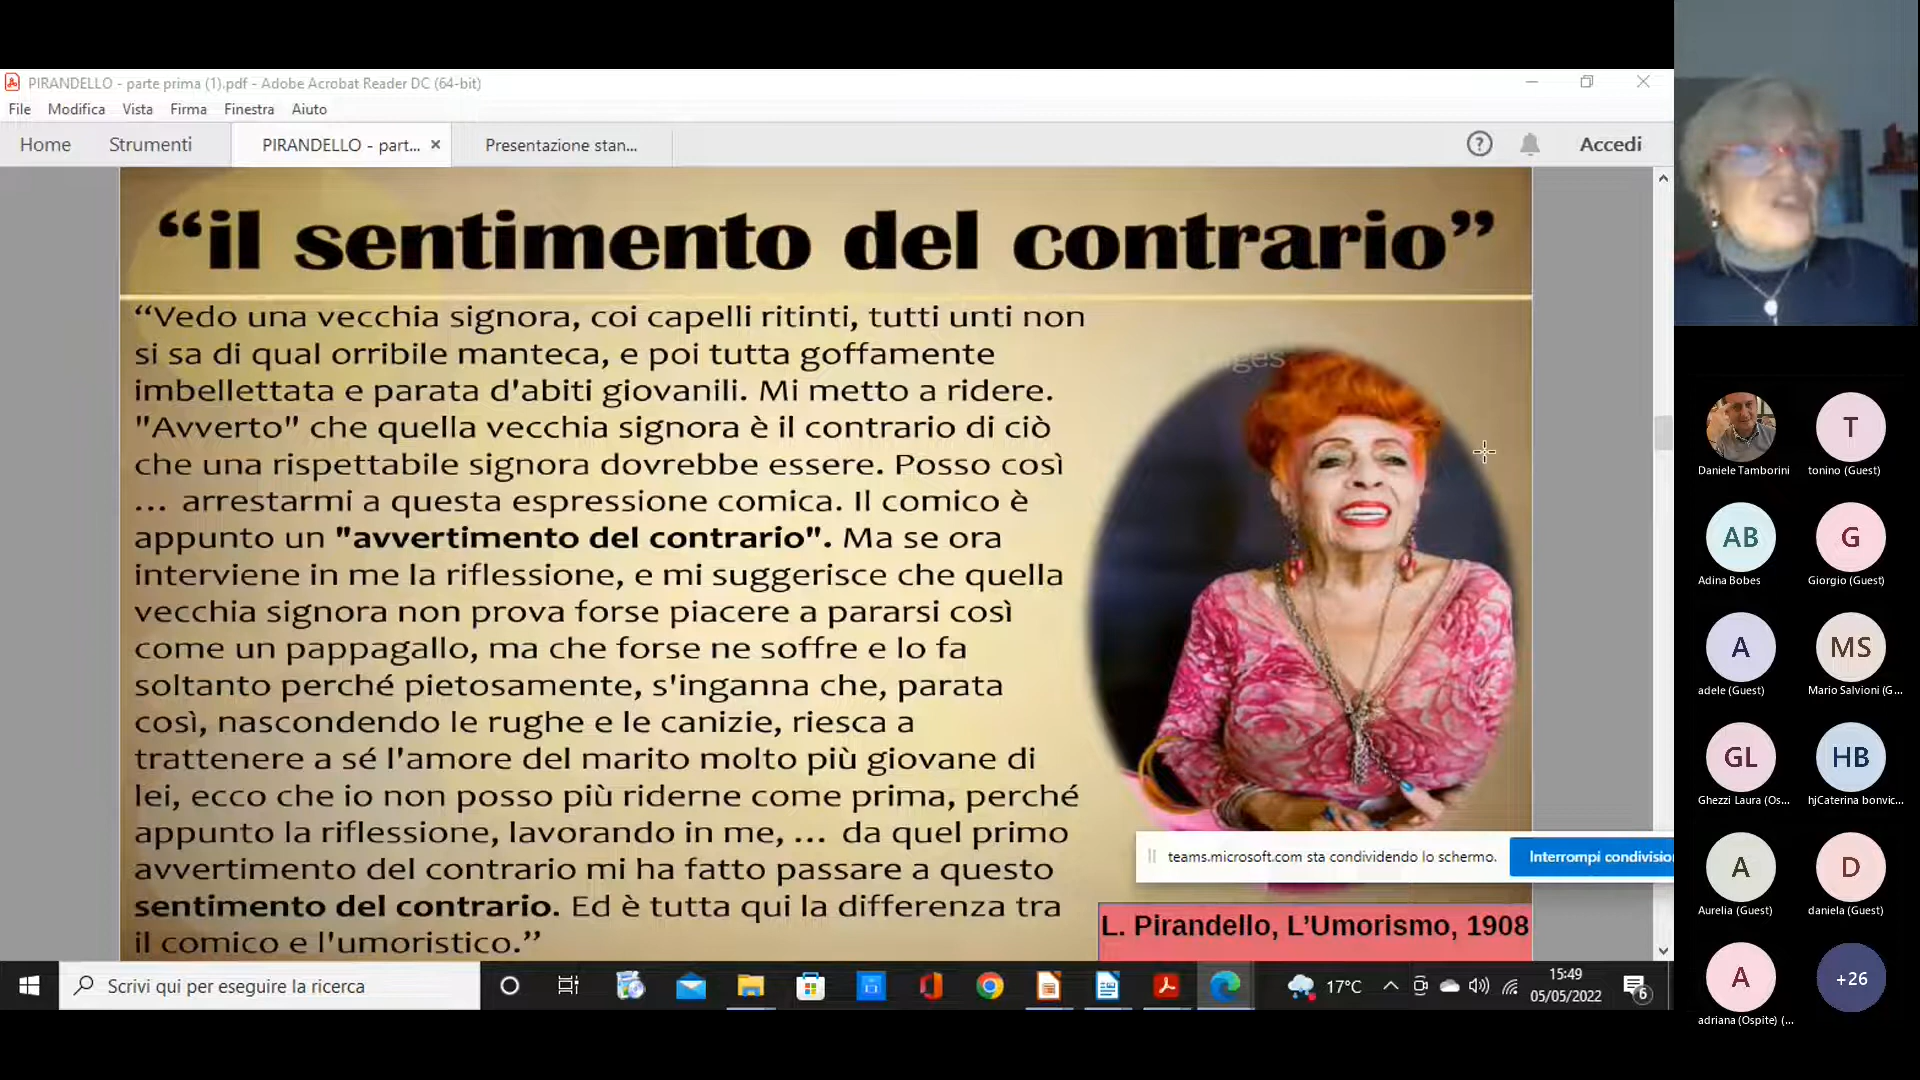 PIRANDELLO - parte prima (1).pdf - Adobe Acrobat Reader DC (64-bit)
File Modifica Vista Firma Finestra Aiuto
Home Strumenti PIRANDELLO - part... × Presentazione stan... ? Accedi
“il sentimento del contrario”
“Vedo una vecchia signora, coi capelli ritinti, tutti unti non
si sa di qual orribile manteca, e poi tutta goffamente
imbellettata e parata d'abiti giovanili. Mi metto a ridere.
"Avverto" che quella vecchia signora è il contrario di ciò
che una rispettabile signora dovrebbe essere. Posso così
... arrestarmi a questa espressione comica. Il comico è
appunto un "avvertimento del contrario". Ma se ora
interviene in me la riflessione, e mi suggerisce che quella
vecchia signora non prova forse piacere a pararsi così
come un pappagallo, ma che forse ne soffre e lo fa
soltanto perché pietosamente, s'inganna che, parata
così, nascondendo le rughe e le canizie, riesca a
trattenere a sé l'amore del marito molto più giovane di
lei, ecco che io non posso più riderne come prima, perché
appunto la riflessione, lavorando in me, ... da quel primo
avvertimento del contrario mi ha fatto passare a questo
sentimento del contrario. Ed è tutta qui la differenza tra
il comico e l'umoristico.”
teams.microsoft.com sta condividendo lo schermo.
Interrompi condivisio
L. Pirandello, L’Umorismo, 1908
Scrivi qui per eseguire la ricerca
17°C
15:49
05/05/2022
6
Daniele Tamborini
T
tonino (Guest)
AB
Adina Bobes
G
Giorgio (Guest)
A
adele (Guest)
MS
Mario Salvioni (G...
GL
Ghezzi Laura (Os...
HB
hjCaterina bonvic...
A
Aurelia (Guest)
D
daniela (Guest)
A
adriana (Ospite) (...
+26